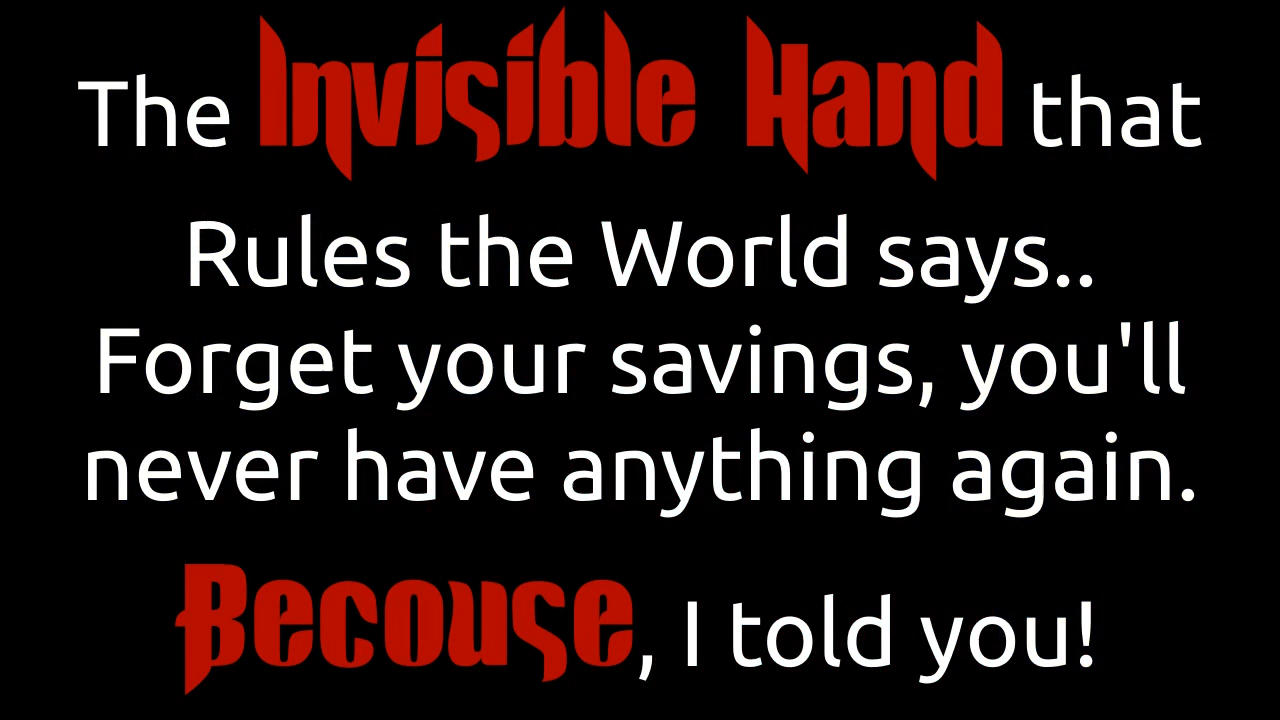 The Invisible Hand that
Rules the World says..
Forget your savings, you'll
never have anything again.
Becouse, I told you!